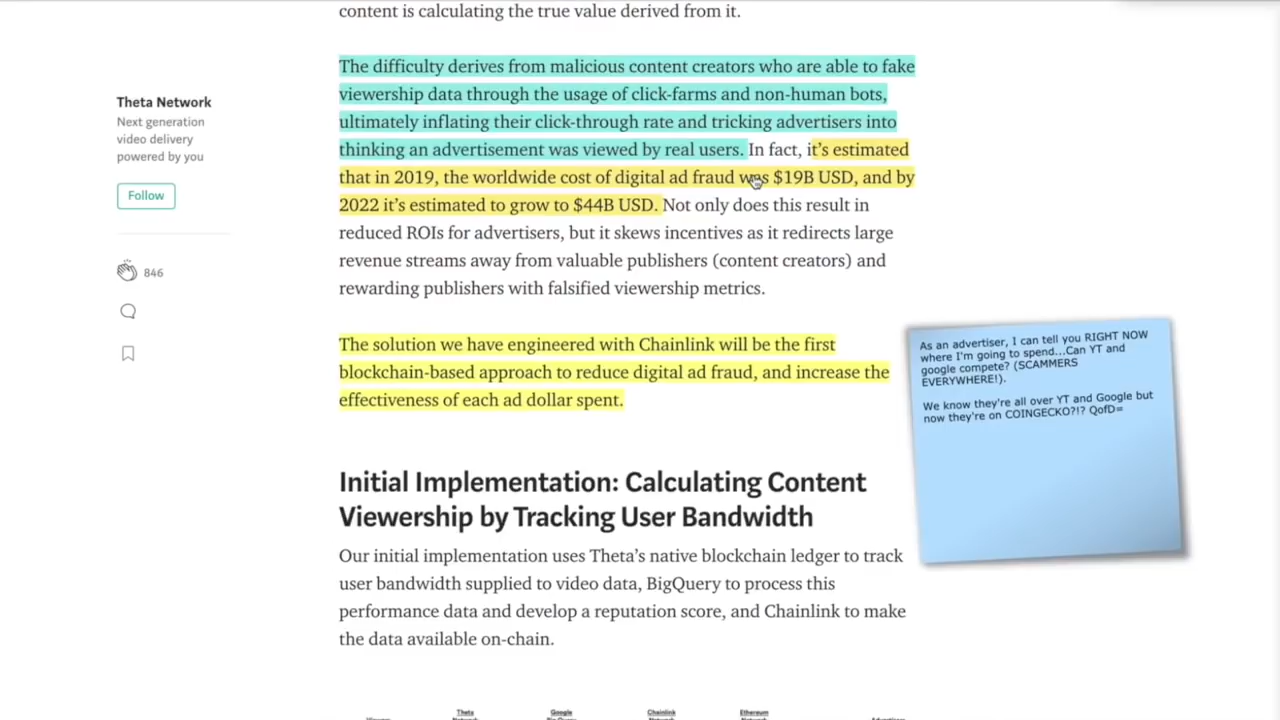 content is calculating the true value derived from it.
The difficulty derives from malicious content creators who are able to fake
viewership data through the usage of click-farms and non-human bots,
ultimately inflating their click-through rate and tricking advertisers into
thinking an advertisement was viewed by real users. In fact, it's estimated
that in 2019, the worldwide cost of digital ad fraud was $19B USD, and by
2022 it's estimated to grow to $44B USD. Not only does this result in
reduced ROIs for advertisers, but it skews incentives as it redirects large
revenue streams away from valuable publishers (content creators) and
rewarding publishers with falsified viewership metrics.
The solution we have engineered with Chainlink will be the first
blockchain-based approach to reduce digital ad fraud, and increase the
effectiveness of each ad dollar spent.
Initial Implementation: Calculating Content
Viewership by Tracking User Bandwidth
Our initial implementation uses Theta's native blockchain ledger to track
user bandwidth supplied to video data, BigQuery to process this
performance data and develop a reputation score, and Chainlink to make
the data available on-chain.
Theta Network
Next generation
video delivery
powered by you
Follow
846
As an advertiser, I can tell you RIGHT NOW
where I'm going to spend...Can YT and
google compete? (SCAMMERS
EVERYWHERE!).
We know they're all over YT and Google but
now they're on COINGECKO?!? QofD=
Theta
Google
Chainlink
Ethereum